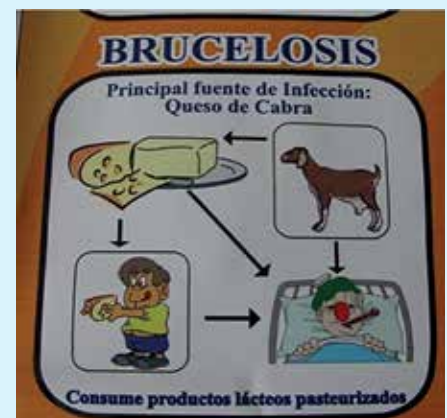 BRUCELOSIS
Principal fuente de Infección:
Queso de Cabra
Consume productos lácteos pasteurizados